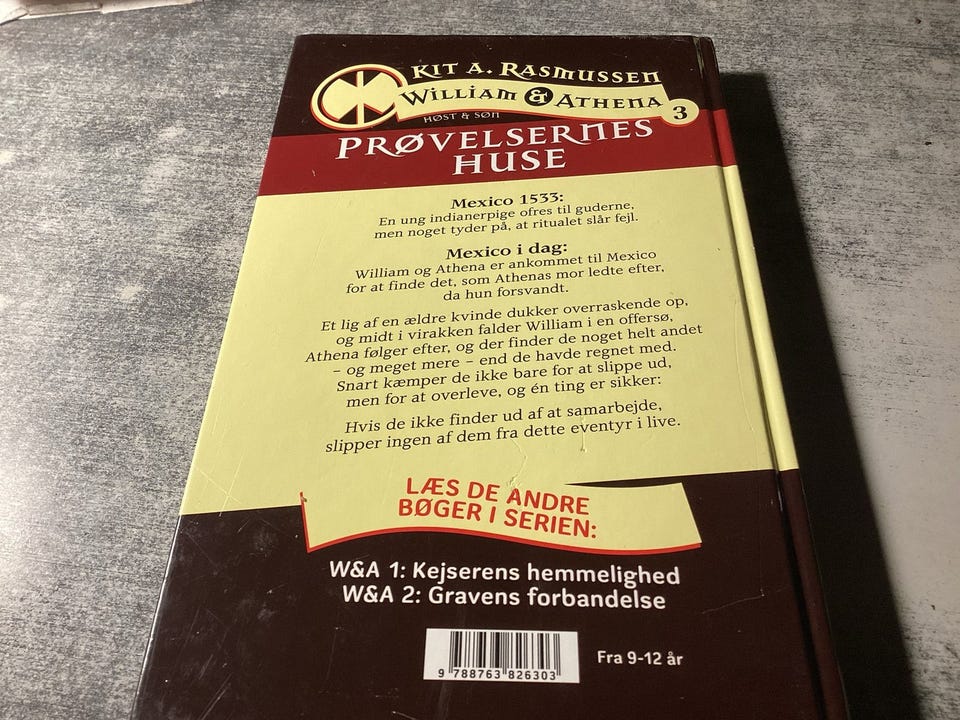 KIT A. RASMUSSEN
WILLIAM & ATHENA
3
HØST & SØN
PRØVELSERNES
HUSE
Mexico 1533:
En ung indianerpige ofres til guderne,
men noget tyder på, at ritualet slår fejl.
Mexico i dag:
William og Athena er ankommet til Mexico
for at finde det, som Athenas mor ledte efter,
da hun forsvandt.
Et lig af en ældre kvinde dukker overraskende op,
og midt i virakken falder William i en offersø,
Athena følger efter, og der finder de noget helt andet
– og meget mere – end de havde regnet med.
Snart kæmper de ikke bare for at slippe ud,
men for at overleve, og én ting er sikker:
Hvis de ikke finder ud af at samarbejde,
slipper ingen af dem fra dette eventyr i live.
LÆS DE ANDRE
BØGER I SERIEN:
W&A 1: Kejserens hemmelighed
W&A 2: Gravens forbandelse
9 788763 826303
Fra 9-12 år